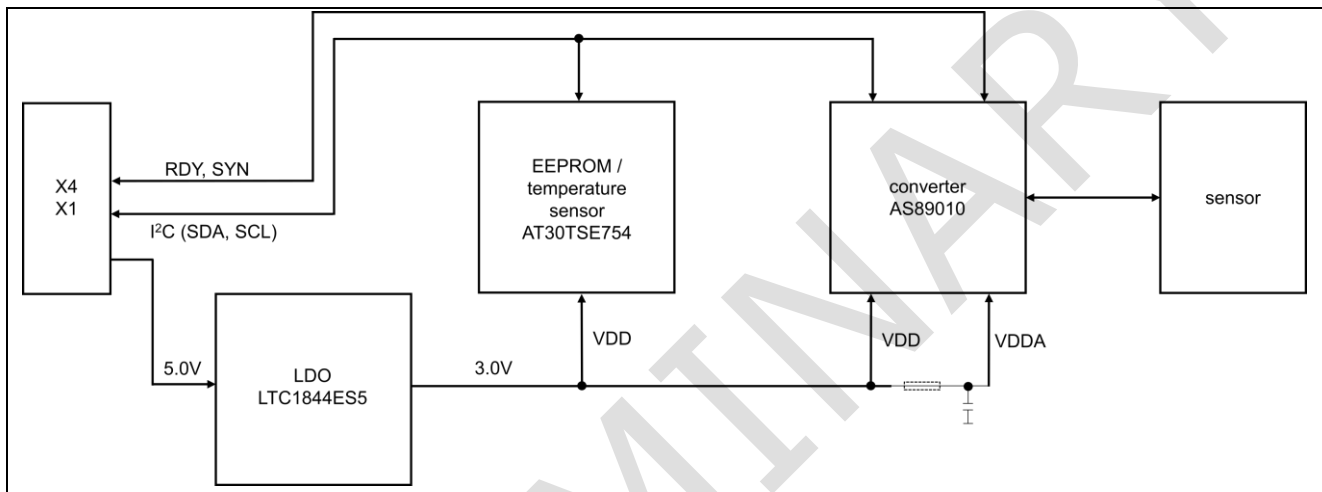 X4
X1
RDY, SYN
I²C (SDA, SCL)
EEPROM /
temperature
sensor
AT30TSE754
converter
AS89010
sensor
5.0V
LDO
LTC1844ES5
3.0V
VDD
VDD
VDDA
MINARY